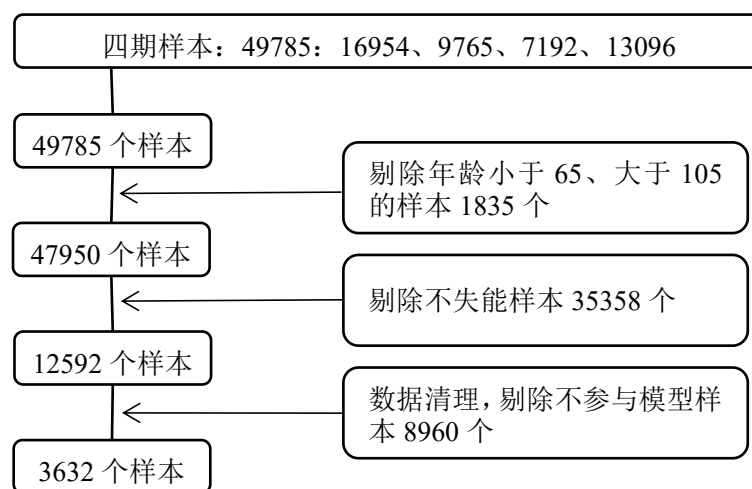 四期样本：49785：16954、9765、7192、13096
49785 个样本
剔除年龄小于 65、大于 105
的样本 1835 个
47950 个样本
剔除不失能样本 35358 个
12592 个样本
数据清理，剔除不参与模型样
本 8960 个
3632 个样本